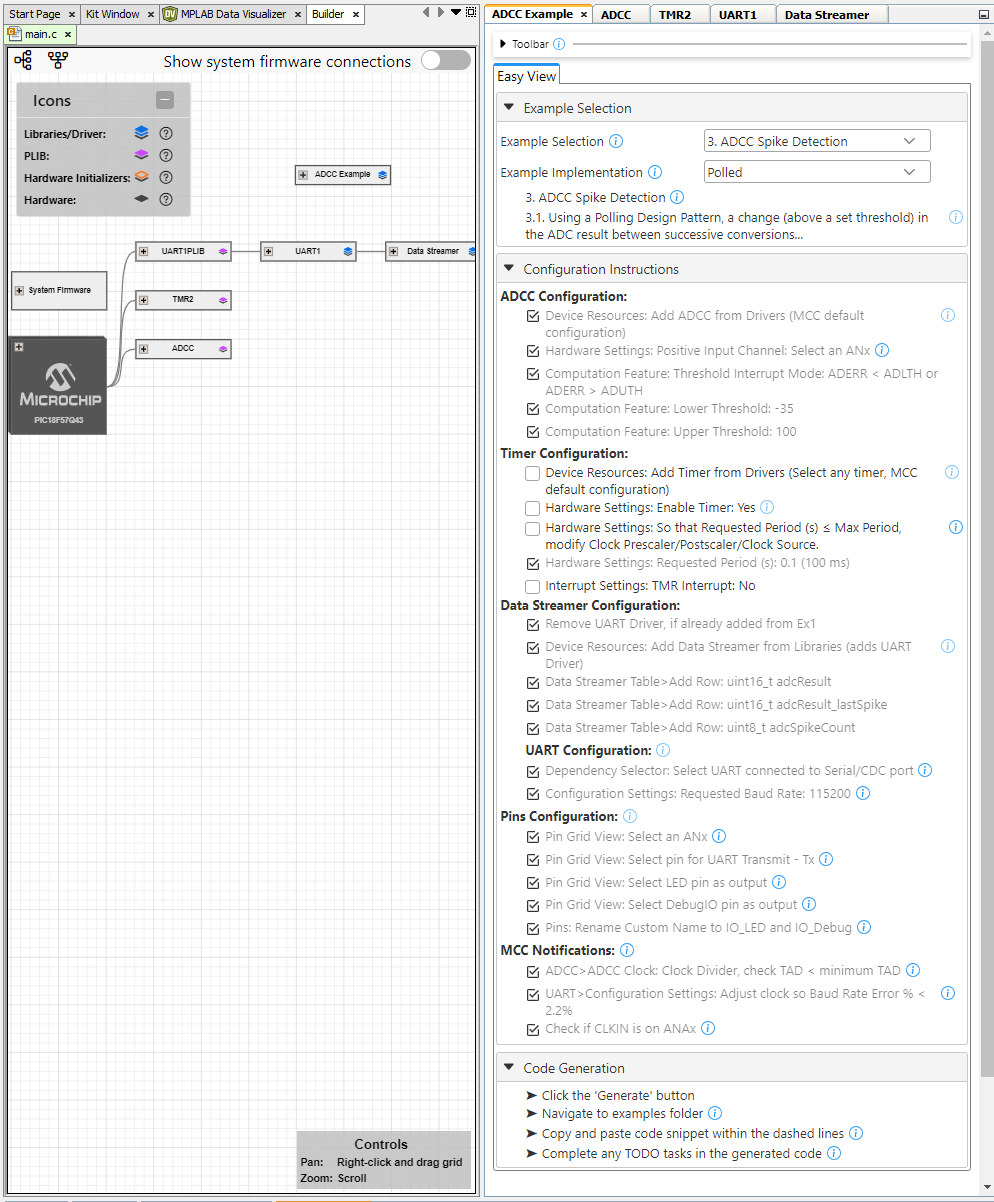 Start Page
Kit Window
MPLAB Data Visualizer
Builder
main.c
Show system firmware connections
Icons
Libraries/Driver:
PLIB:
Hardware Initializers:
Hardware:
ADCC Example
UART1PLIB
UART1
Data Streamer
System Firmware
TMR2
ADCC
MICROCHIP
PIC18F57Q43
Controls
Pan: Right-click and drag grid
Zoom: Scroll
ADCC Example
ADCC
TMR2
UART1
Data Streamer
Toolbar
Easy View
Example Selection
Example Selection
3. ADCC Spike Detection
Example Implementation
Polled
3. ADCC Spike Detection
3.1. Using a Polling Design Pattern, a change (above a set threshold) in
the ADC result between successive conversions...
Configuration Instructions
ADCC Configuration:
Device Resources: Add ADCC from Drivers (MCC default
configuration)
Hardware Settings: Positive Input Channel: Select an ANx
Computation Feature: Threshold Interrupt Mode: ADERR < ADLTH or
ADERR > ADUTH
Computation Feature: Lower Threshold: -35
Computation Feature: Upper Threshold: 100
Timer Configuration:
Device Resources: Add Timer from Drivers (Select any timer, MCC
default configuration)
Hardware Settings: Enable Timer: Yes
Hardware Settings: So that Requested Period (s) ≤ Max Period,
modify Clock Prescaler/Postscaler/Clock Source.
Hardware Settings: Requested Period (s): 0.1 (100 ms)
Interrupt Settings: TMR Interrupt: No
Data Streamer Configuration:
Remove UART Driver, if already added from Ex1
Device Resources: Add Data Streamer from Libraries (adds UART
Driver)
Data Streamer Table>Add Row: uint16_t adcResult
Data Streamer Table>Add Row: uint16_t adcResult_lastSpike
Data Streamer Table>Add Row: uint8_t adcSpikeCount
UART Configuration:
Dependency Selector: Select UART connected to Serial/CDC port
Configuration Settings: Requested Baud Rate: 115200
Pins Configuration:
Pin Grid View: Select an ANx
Pin Grid View: Select pin for UART Transmit - Tx
Pin Grid View: Select LED pin as output
Pin Grid View: Select DebugIO pin as output
Pins: Rename Custom Name to IO_LED and IO_Debug
MCC Notifications:
ADCC>ADCC Clock: Clock Divider, check TAD < minimum TAD
UART>Configuration Settings: Adjust clock so Baud Rate Error % <
2.2%
Check if CLKIN is on ANAx
Code Generation
Click the 'Generate' button
Navigate to examples folder
Copy and paste code snippet within the dashed lines
Complete any TODO tasks in the generated code